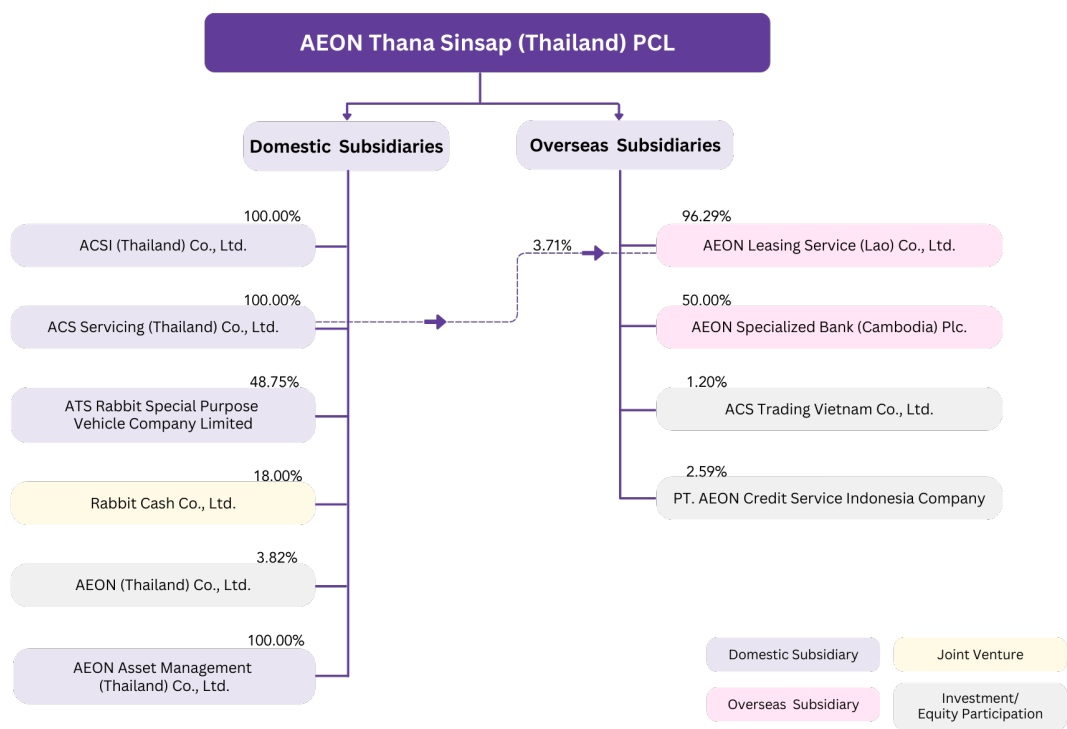 AEON Thana Sinsap (Thailand) PCL
Domestic Subsidiaries
100.00%
ACSI (Thailand) Co., Ltd.
100.00%
ACS Servicing (Thailand) Co., Ltd.
48.75%
ATS Rabbit Special Purpose
Vehicle Company Limited
18.00%
Rabbit Cash Co., Ltd.
3.82%
AEON (Thailand) Co., Ltd.
100.00%
AEON Asset Management
(Thailand) Co., Ltd.
Overseas Subsidiaries
96.29%
3.71%
AEON Leasing Service (Lao) Co., Ltd.
50.00%
AEON Specialized Bank (Cambodia) Plc.
1.20%
ACS Trading Vietnam Co., Ltd.
2.59%
PT. AEON Credit Service Indonesia Company
Domestic Subsidiary
Joint Venture
Overseas Subsidiary
Investment/
Equity Participation